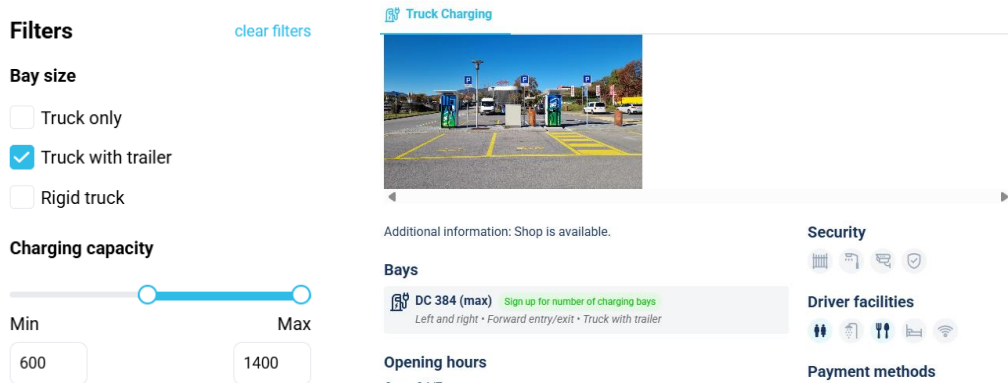 Filters
clear filters
Bay size
Truck only
Truck with trailer
Rigid truck
Charging capacity
Min
Max
600
1400
Truck Charging
Additional information: Shop is available.
Bays
DC 384 (max) Sign up for number of charging bays
Left and right • Forward entry/exit • Truck with trailer
Opening hours
Security
Driver facilities
Payment methods